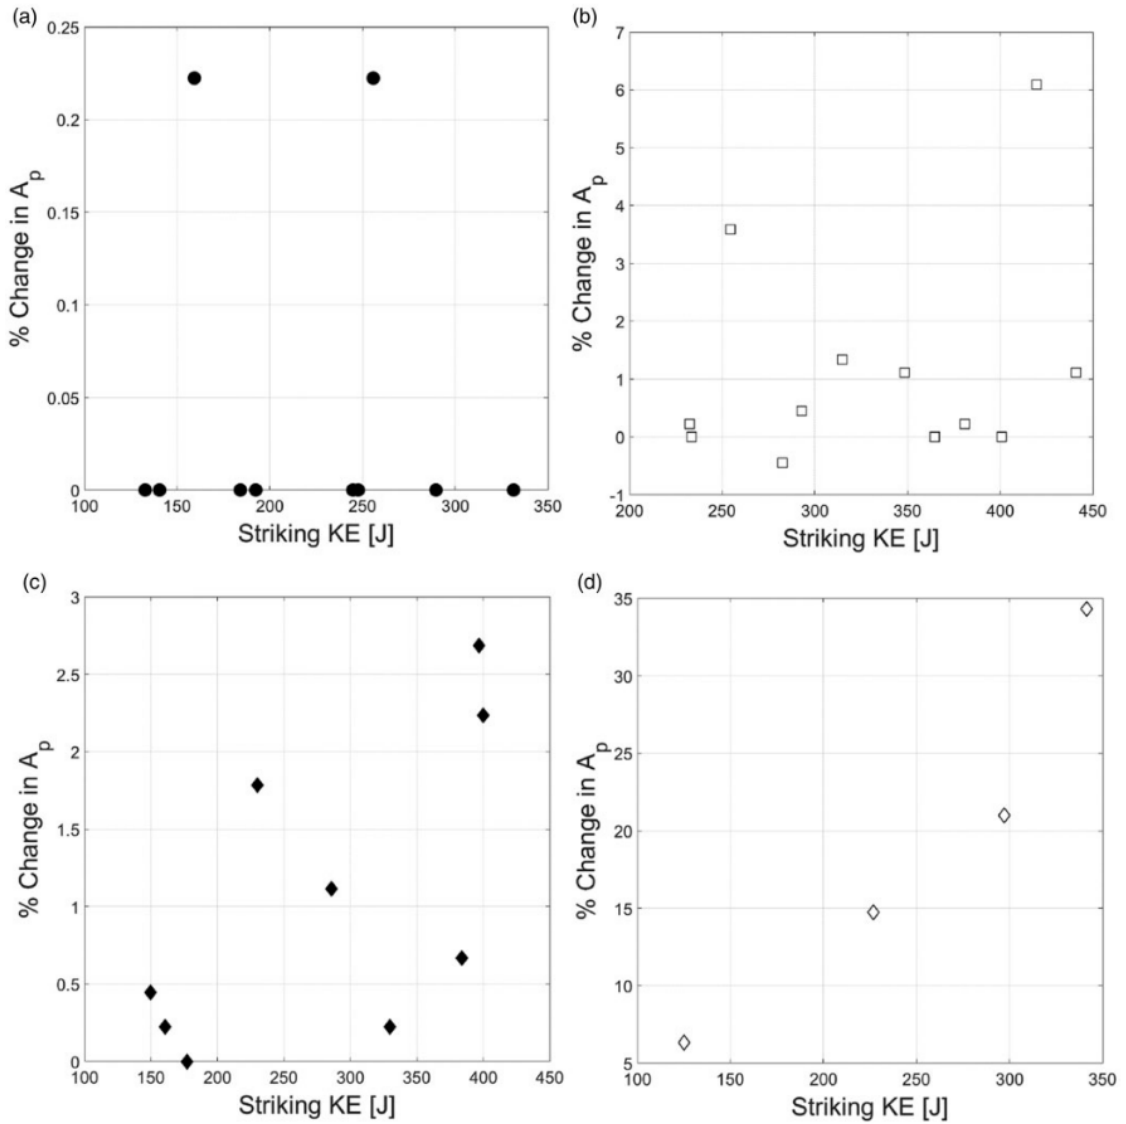 (a)
0.25
0.2
0.15
0.1
0.05
0
% Change in Ap
100 150 200 250 300 350
Striking KE [J]
(b)
7
6
5
4
3
2
1
0
-1
% Change in Ap
200 250 300 350 400 450
Striking KE [J]
(c)
3
2.5
2
1.5
1
0.5
0
% Change in Ap
100 150 200 250 300 350 400 450
Striking KE [J]
(d)
35
30
25
20
15
10
5
% Change in Ap
100 150 200 250 300 350
Striking KE [J]